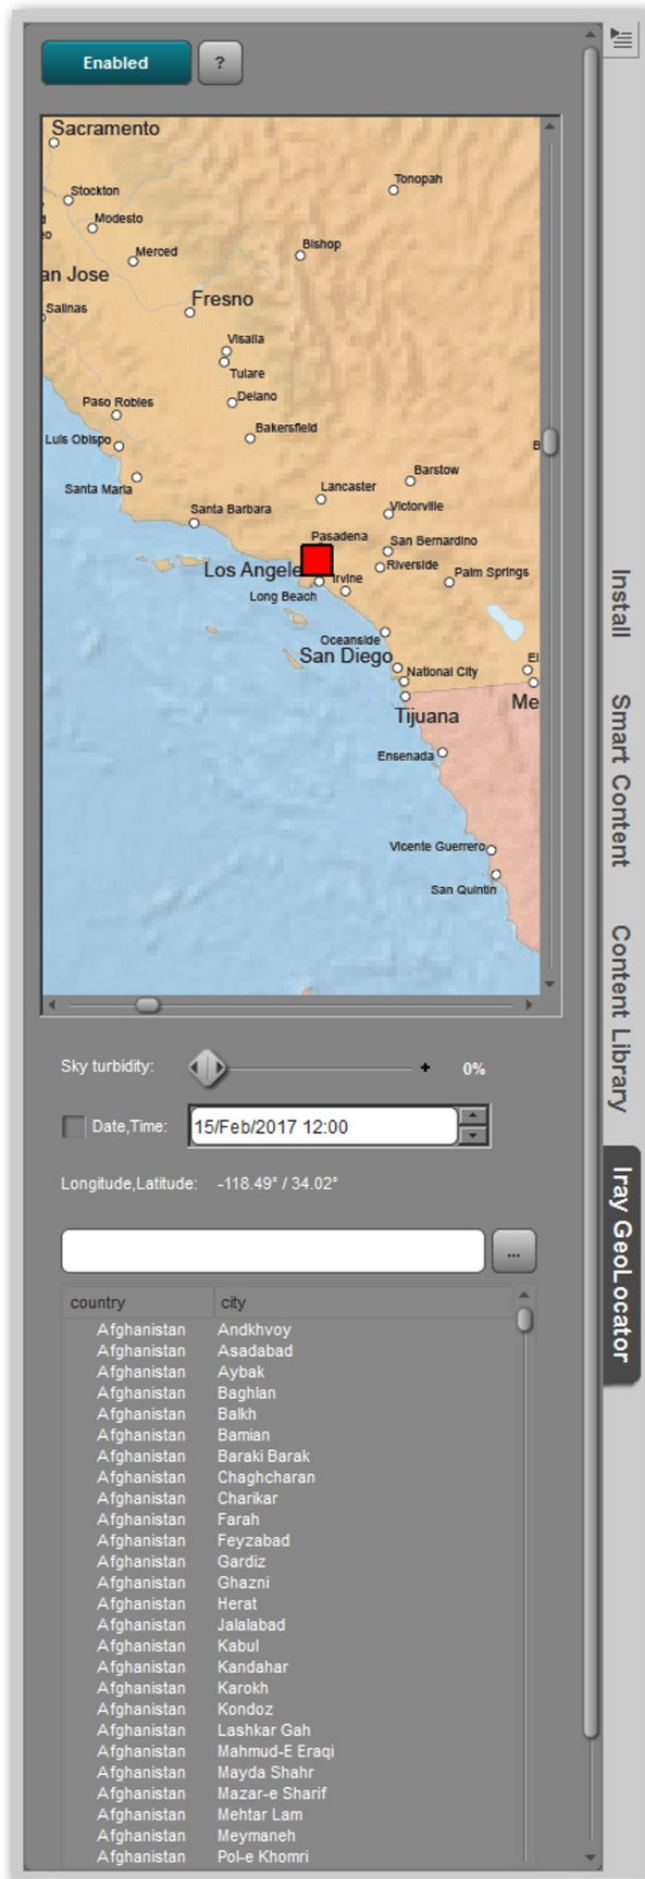 Enabled
?
Sacramento
Tonopah
Stockton
Modesto
Bishop
Merced
an Jose
Fresno
Salinas
Visalia
Tulare
Delano
Paso Robles
Bakersfield
Luis Obispo
Barstow
Santa Maria
Lancaster
Santa Barbara
Victorville
Pasadena
San Bernardino
Los Angele
Riverside
Irvine
Palm Springs
Long Beach
Oceanside
San Diego
El
National City
Me
Tijuana
Ensenada
Vicente Guerrero
San Quintin
Sky turbidity: + 0%
Date,Time: 15/Feb/2017 12:00
Longitude,Latitude: -118.49° / 34.02°
...
country city
Afghanistan Andkhvoy
Afghanistan Asadabad
Afghanistan Aybak
Afghanistan Baghlan
Afghanistan Balkh
Afghanistan Bamian
Afghanistan Baraki Barak
Afghanistan Chaghcharan
Afghanistan Charikar
Afghanistan Farah
Afghanistan Feyzabad
Afghanistan Gardiz
Afghanistan Ghazni
Afghanistan Herat
Afghanistan Jalalabad
Afghanistan Kabul
Afghanistan Kandahar
Afghanistan Karokh
Afghanistan Kondoz
Afghanistan Lashkar Gah
Afghanistan Mahmud-E Eraqi
Afghanistan Mayda Shahr
Afghanistan Mazar-e Sharif
Afghanistan Mehtar Lam
Afghanistan Meymaneh
Afghanistan Pol-e Khomri
Install
Smart Content
Content Library
Iray GeoLocator